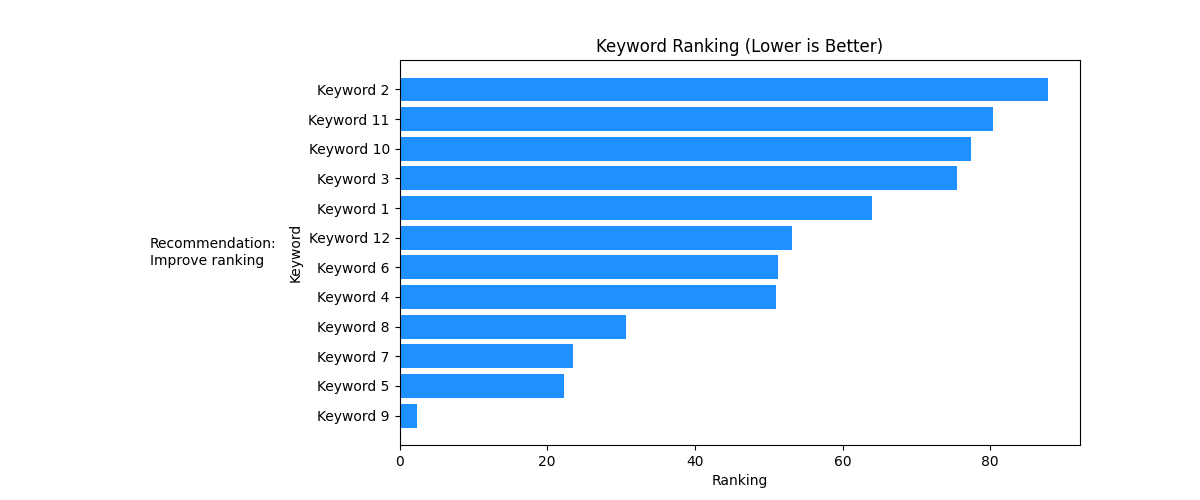 Keyword Ranking (Lower is Better)
Keyword 2
Keyword 11
Keyword 10
Keyword 3
Keyword 1
Keyword 12
Keyword 6
Keyword 4
Keyword 8
Keyword 7
Keyword 5
Keyword 9
Keyword
Recommendation:
Improve ranking
0 20 40 60 80
Ranking